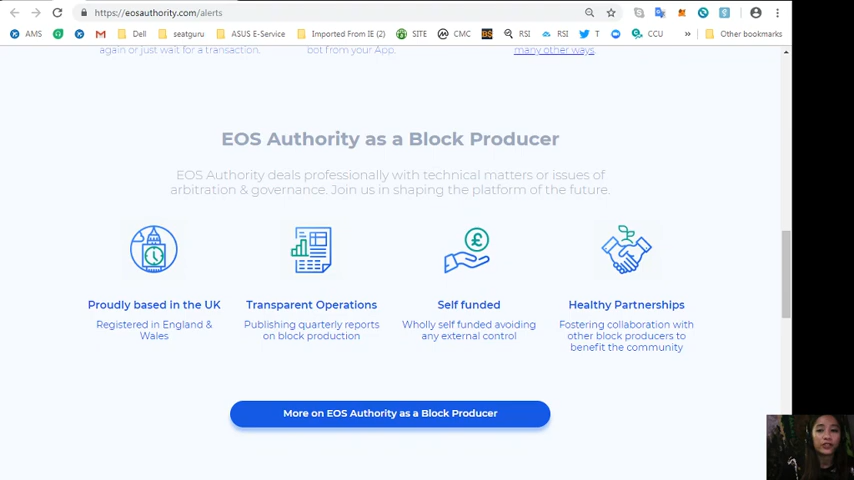 https://eosauthority.com/alerts
AMS Dell seatguru ASUS E-Service Imported From IE (2) SITE CMC RSI RSI T CCU » Other bookmarks
again or just wait for a transaction. bot from your App. many other ways.
EOS Authority as a Block Producer
EOS Authority deals professionally with technical matters or issues of
arbitration & governance. Join us in shaping the platform of the future.
Proudly based in the UK
Registered in England &
Wales
Transparent Operations
Publishing quarterly reports
on block production
Self funded
Wholly self funded avoiding
any external control
Healthy Partnerships
Fostering collaboration with
other block producers to
benefit the community
More on EOS Authority as a Block Producer